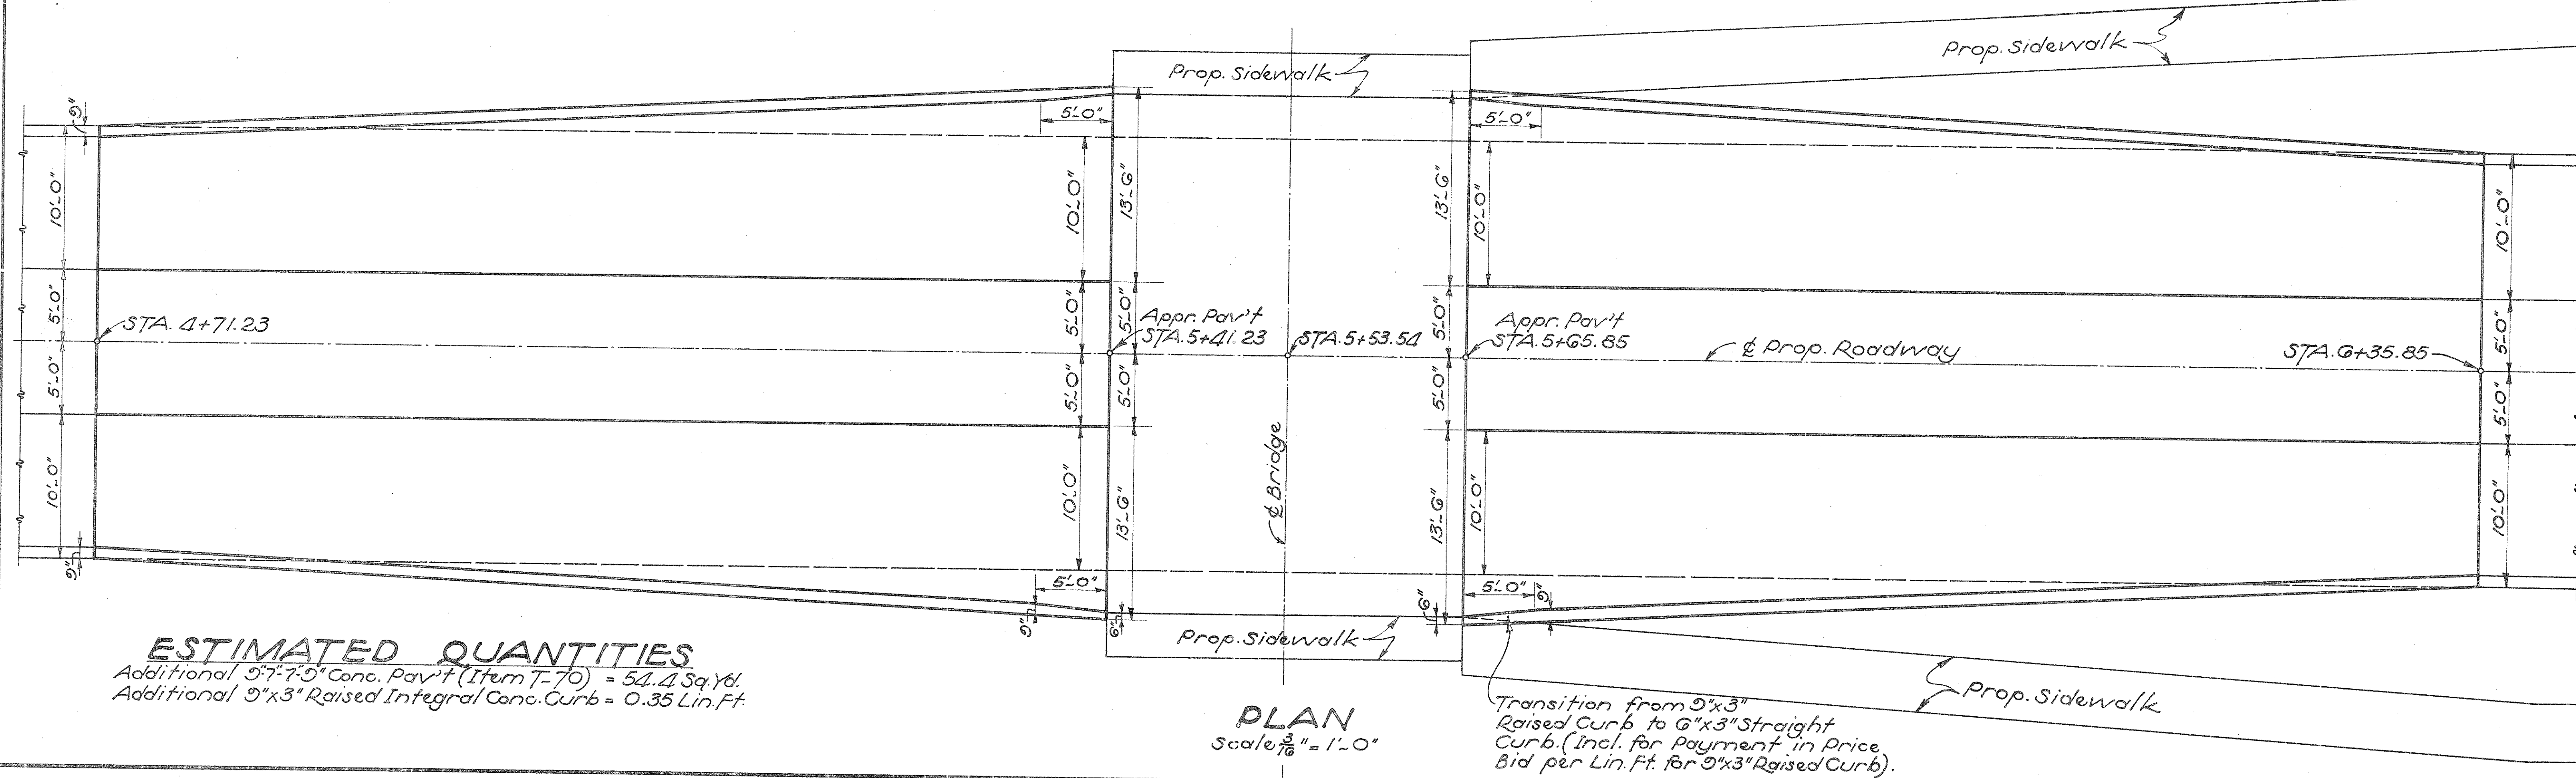 Prop. Sidewalk
Prop. Sidewalk
9"
5'-0"
5'-0"
10'-0"
10'-0"
13'-6"
13'-6"
10'-0"
10'-0"
5'-0"
5'-0"
5'-0"
5'-0"
5'-0"
STA. 4+71.23
Appr. Pav't
STA. 5+41.23
STA. 5+53.54
Appr. Pav't
STA. 5+65.85
₵ Prop. Roadway
STA. 6+35.85
5'-0"
5'-0"
5'-0"
5'-0"
5'-0"
10'-0"
10'-0"
13'-6"
₵ Bridge
13'-6"
10'-0"
10'-0"
9"
5'-0"
9"
6"
6"
5'-0"
9"
Prop. Sidewalk
Prop. Sidewalk
ESTIMATED QUANTITIES
Additional 9"-7"-7"-9" Conc. Pav't (Item T-70) = 54.4 Sq. Yd.
Additional 9"x3" Raised Integral Conc. Curb = 0.35 Lin. Ft.
PLAN
Scale 3/16" = 1'-0"
Transition from 9"x3"
Raised Curb to 6"x3" Straight
Curb. (Incl. for Payment in Price
Bid per Lin. Ft. for 9"x3" Raised Curb).